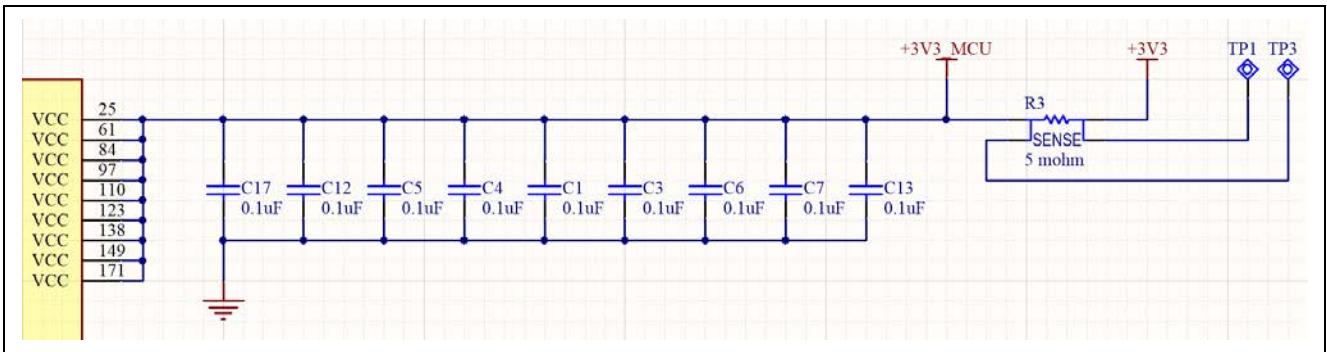 +3V3_MCU +3V3 TP1 TP3
VCC 25
VCC 61
VCC 84
VCC 97
VCC 110
VCC 123
VCC 138
VCC 149
VCC 171
R3
SENSE
5 mohm
C17 C12 C5 C4 C1 C3 C6 C7 C13
0.1uF 0.1uF 0.1uF 0.1uF 0.1uF 0.1uF 0.1uF 0.1uF 0.1uF